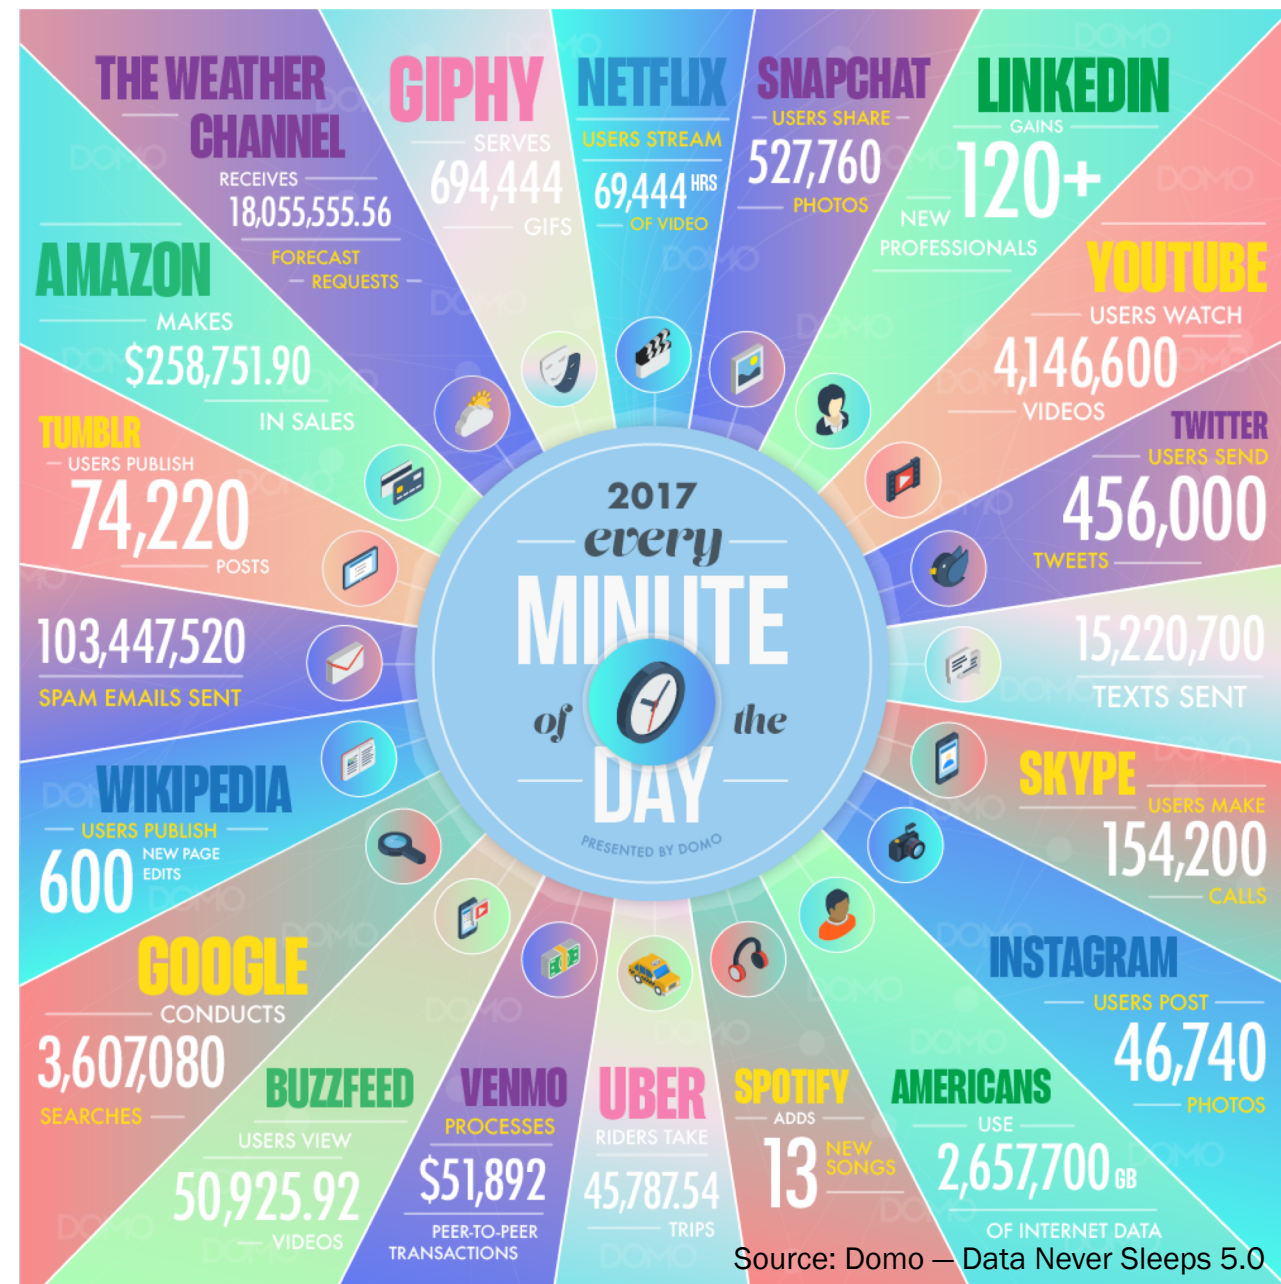 THE WEATHER
CHANNEL
RECEIVES
18,055,555.56
FORECAST
REQUESTS
GIPHY
SERVES
694,444
GIFS
NETFLIX
USERS STREAM
69,444 HRS
OF VIDEO
SNAPCHAT
USERS SHARE
527,760
PHOTOS
LINKEDIN
GAINS
120+
NEW
PROFESSIONALS
YOUTUBE
USERS WATCH
4,146,600
VIDEOS
TWITTER
USERS SEND
456,000
TWEETS
15,220,700
TEXTS SENT
SKYPE
USERS MAKE
154,200
CALLS
INSTAGRAM
USERS POST
46,740
PHOTOS
AMERICANS
USE
2,657,700 GB
OF INTERNET DATA
SPOTIFY
ADDS
13 NEW
SONGS
UBER
RIDERS TAKE
45,787.54
TRIPS
VENMO
PROCESSES
$51,892
PEER-TO-PEER
TRANSACTIONS
BUZZFEED
USERS VIEW
50,925.92
VIDEOS
GOOGLE
CONDUCTS
3,607,080
SEARCHES
WIKIPEDIA
USERS PUBLISH
600 NEW PAGE
EDITS
103,447,520
SPAM EMAILS SENT
TUMBLR
USERS PUBLISH
74,220
POSTS
AMAZON
MAKES
$258,751.90
IN SALES
2017
every
MINUTE
of the
DAY
PRESENTED BY DOMO
Source: Domo — Data Never Sleeps 5.0